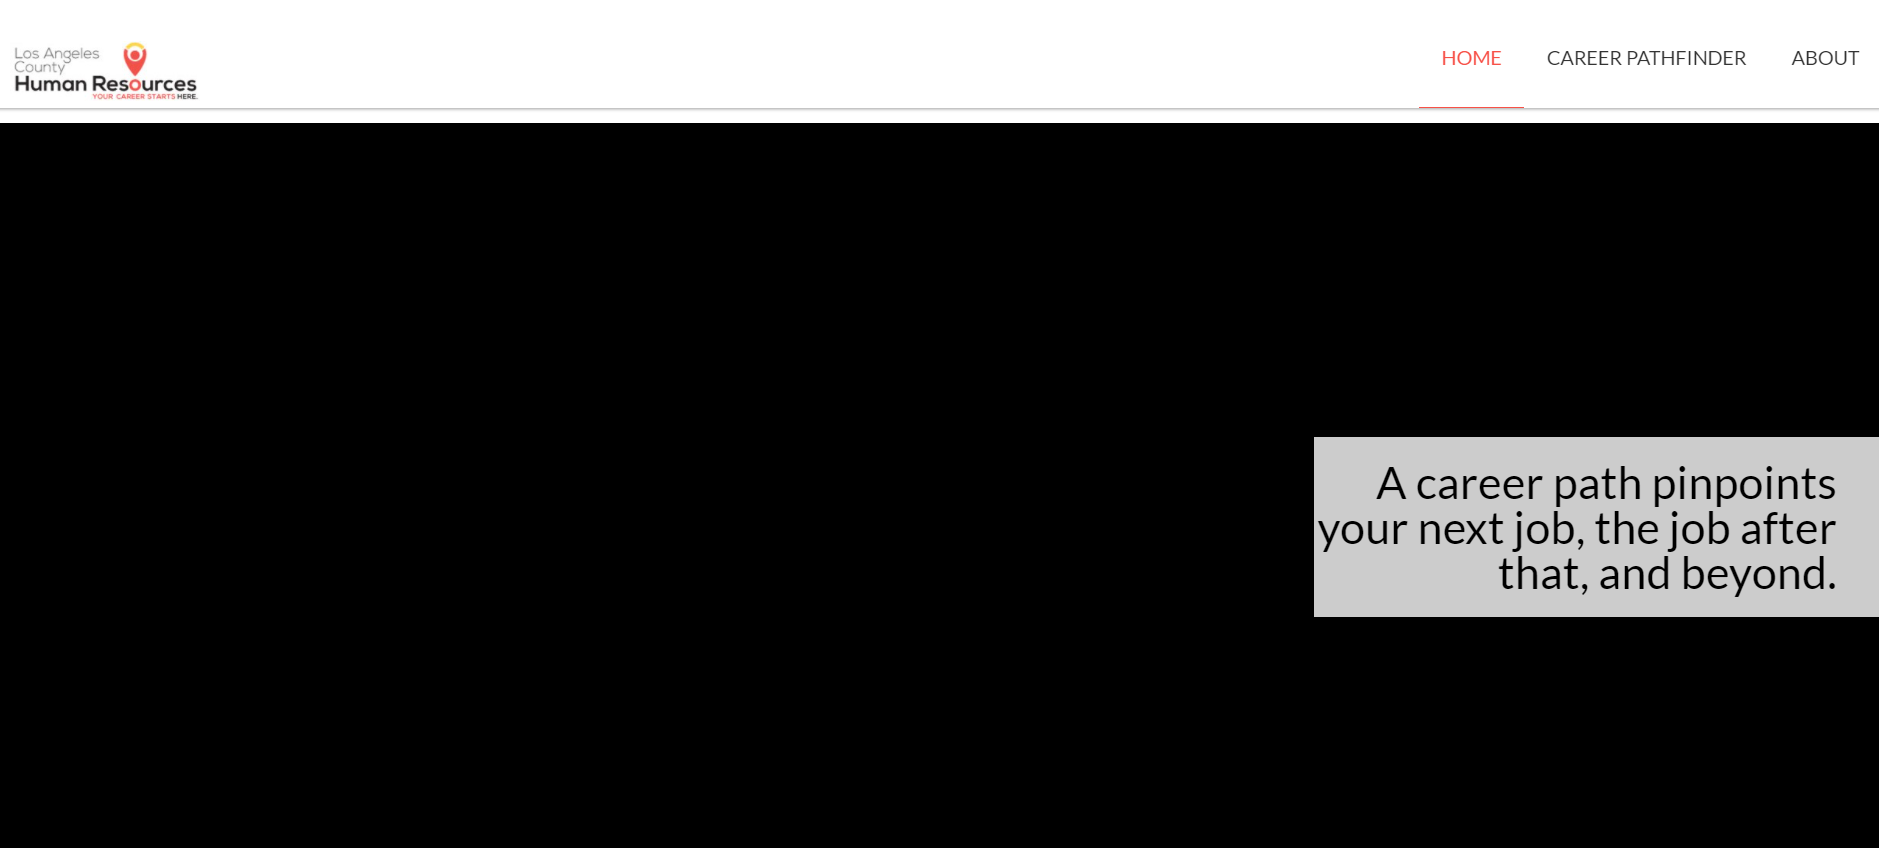 Los Angeles
County
Human Resources
YOUR CAREER STARTS HERE.
HOME
CAREER PATHFINDER
ABOUT
A career path pinpoints
your next job, the job after
that, and beyond.